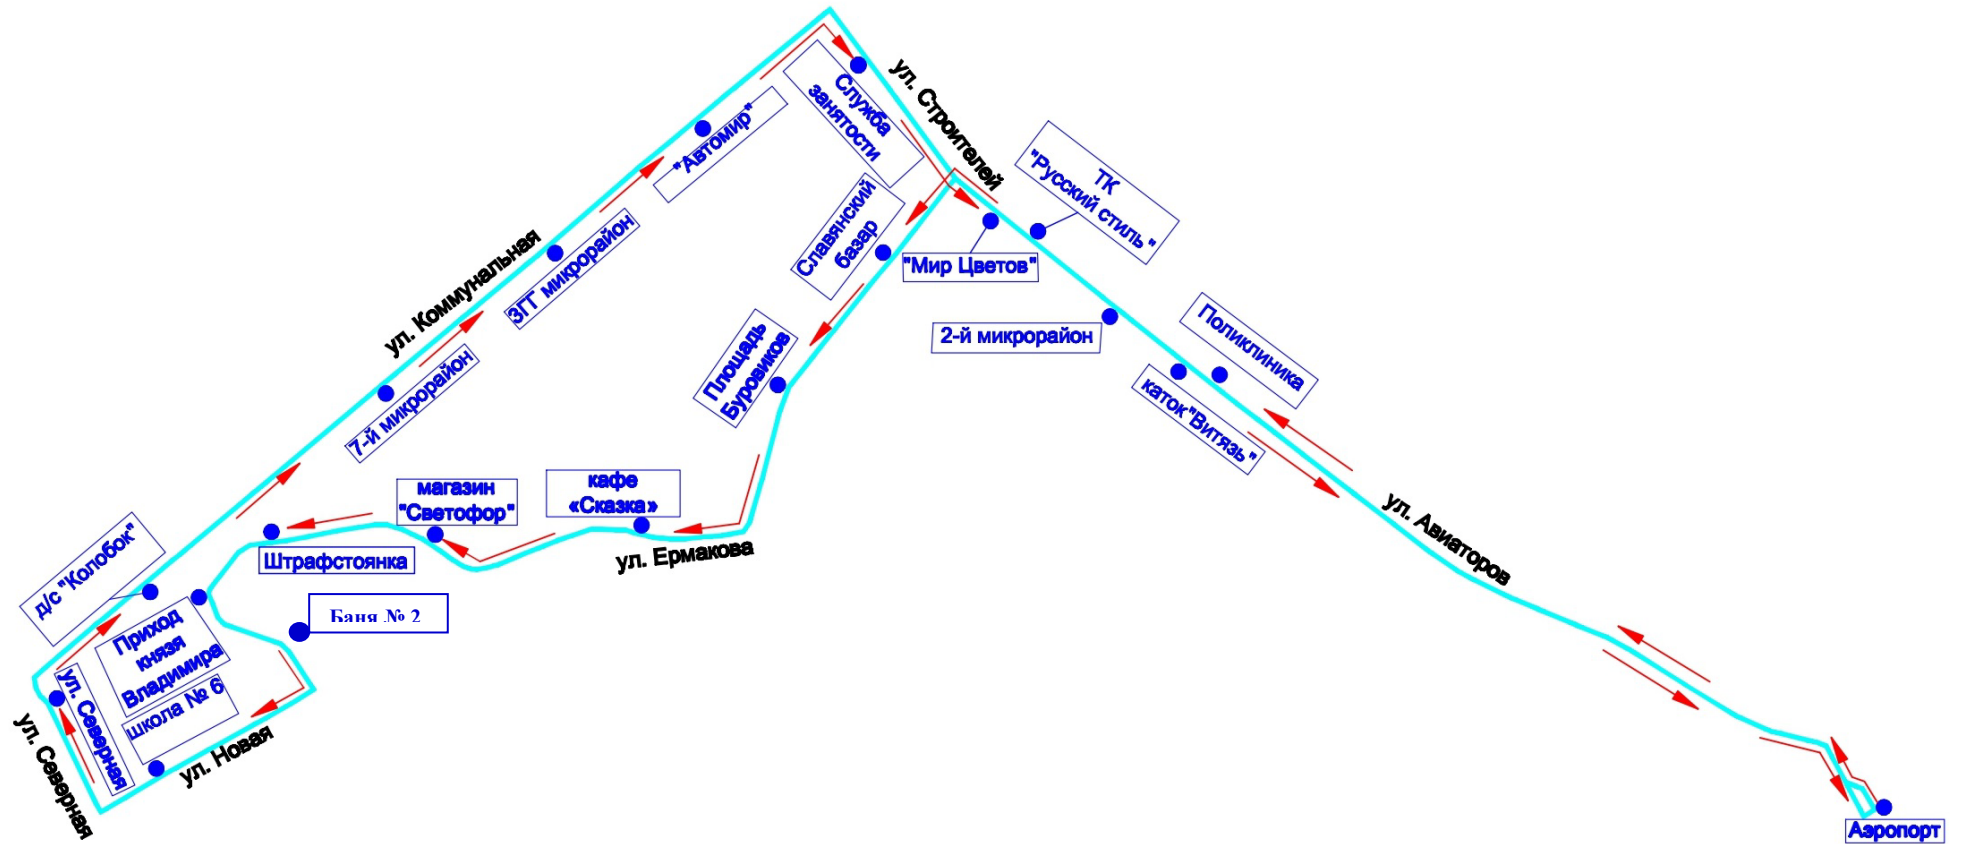 ул. Строителей
Служба
занятости
"Автомир"
ТК
"Русский стиль "
Славянский
базар
"Мир Цветов"
ул. Коммунальная
3ГГ микрорайон
2-й микрорайон
Поликлиника
каток"Витязь "
Площадь
Буровиков
7-й микрорайон
кафе
«Сказка»
магазин
"Светофор"
ул. Авиаторов
ул. Ермакова
Штрафстоянка
д/с "Колобок"
Баня № 2
Приход
князя
Владимира
школа № 6
ул. Северная
ул. Северная
ул. Новая
Аэропорт